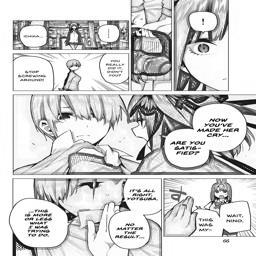 !
!
ICHIKA...
YOU
REALLY
DID IT,
DIDN'T
YOU?
STOP
SCREWING
AROUND!
NOW
YOU'VE
MADE HER
CRY...
ARE YOU
SATIS-
FIED?
IT'S ALL
RIGHT,
YOTSUBA.
NO
MATTER
THE
RESULT...
...THIS
IS MORE
OR LESS
WHAT
I WAS
TRYING
TO DO.
WAIT,
NINO.
THIS
WAS
MY--
66